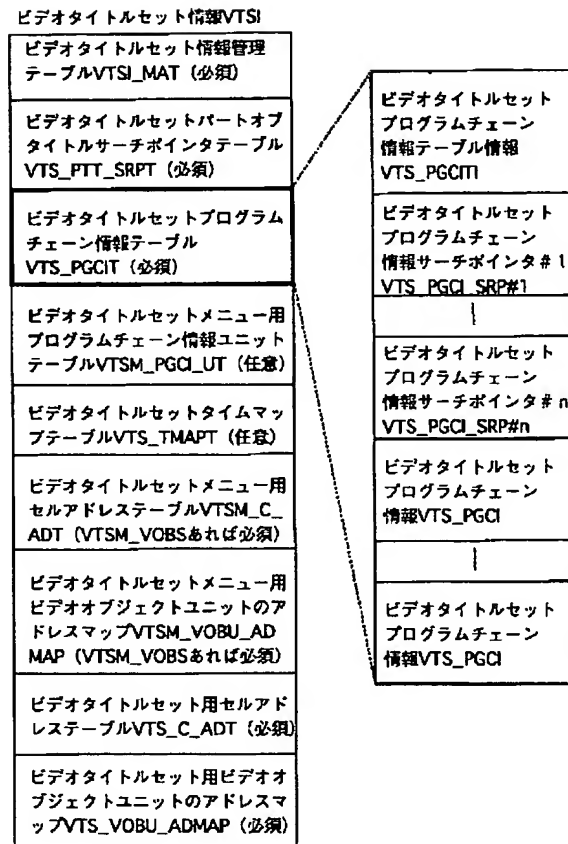 ビデオタイトルセット情報VTSI
ビデオタイトルセット情報管理
テーブルVTSI_MAT（必須）
ビデオタイトルセットパートオブ
タイトルサーチポインタテーブル
VTS_PTT_SRPT（必須）
ビデオタイトルセットプログラム
チェーン情報テーブル
VTS_PGCIT（必須）
ビデオタイトルセットメニュー用
プログラムチェーン情報ユニット
テーブルVTSM_PGCI_UT（任意）
ビデオタイトルセットタイムマッ
プテーブルVTS_TMAPT（任意）
ビデオタイトルセットメニュー用
セルアドレステーブルVTSM_C_
ADT（VTSM_VOBSあれば必須）
ビデオタイトルセットメニュー用
ビデオオブジェクトユニットのア
ドレスマップVTSM_VOBU_AD
MAP（VTSM_VOBSあれば必須）
ビデオタイトルセット用セルアド
レステーブルVTS_C_ADT（必須）
ビデオタイトルセット用ビデオオ
ブジェクトユニットのアドレスマ
ップVTS_VOBU_ADMAP（必須）
ビデオタイトルセット
プログラムチェーン
情報テーブル情報
VTS_PGCITI
ビデオタイトルセット
プログラムチェーン
情報サーチポインタ＃1
VTS_PGCI_SRP#1
ビデオタイトルセット
プログラムチェーン
情報サーチポインタ＃n
VTS_PGCI_SRP#n
ビデオタイトルセット
プログラムチェーン
情報VTS_PGCI
ビデオタイトルセット
プログラムチェーン
情報VTS_PGCI